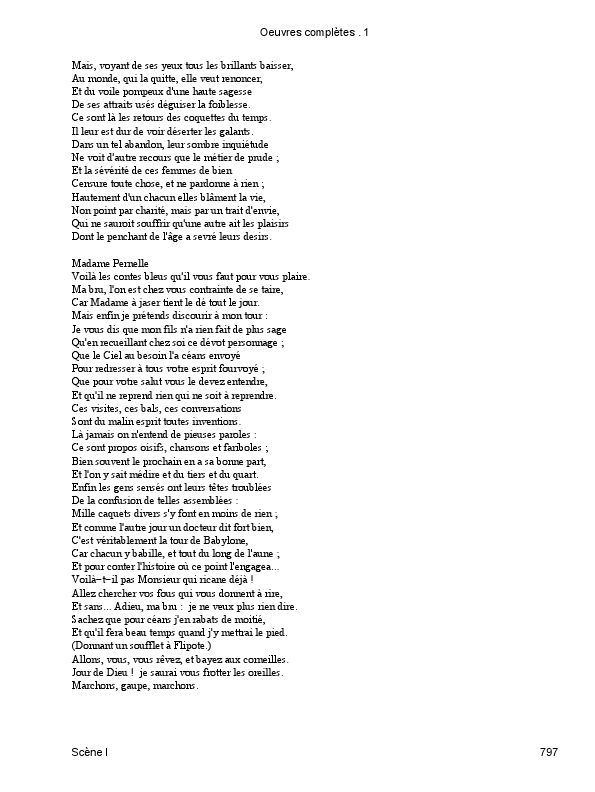 Oeuvres complètes . 1
Mais, voyant de ses yeux tous les brillants baisser,
Au monde, qui la quitte, elle veut renoncer,
Et du voile pompeux d'une haute sagesse
De ses attraits usés déguiser la foiblesse.
Ce sont là les retours des coquettes du temps.
Il leur est dur de voir déserter les galants.
Dans un tel abandon, leur sombre inquiétude
Ne voit d'autre recours que le métier de prude ;
Et la sévérité de ces femmes de bien
Censure toute chose, et ne pardonne à rien ;
Hautement d'un chacun elles blâment la vie,
Non point par charité, mais par un trait d'envie,
Qui ne sauroit souffrir qu'une autre ait les plaisirs
Dont le penchant de l'âge a sevré leurs desirs.
Madame Pernelle
Voilà les contes bleus qu'il vous faut pour vous plaire.
Ma bru, l'on est chez vous contrainte de se taire,
Car Madame à jaser tient le dé tout le jour.
Mais enfin je prétends discourir à mon tour :
Je vous dis que mon fils n'a rien fait de plus sage
Qu'en recueillant chez soi ce dévot personnage ;
Que le Ciel au besoin l'a céans envoyé
Pour redresser à tous votre esprit fourvoyé ;
Que pour votre salut vous le devez entendre,
Et qu'il ne reprend rien qui ne soit à reprendre.
Ces visites, ces bals, ces conversations
Sont du malin esprit toutes inventions.
Là jamais on n'entend de pieuses paroles :
Ce sont propos oisifs, chansons et fariboles ;
Bien souvent le prochain en a sa bonne part,
Et l'on y sait médire et du tiers et du quart.
Enfin les gens sensés ont leurs têtes troublées
De la confusion de telles assemblées :
Mille caquets divers s'y font en moins de rien ;
Et comme l'autre jour un docteur dit fort bien,
C'est véritablement la tour de Babylone,
Car chacun y babille, et tout du long de l'aune ;
Et pour conter l'histoire où ce point l'engagea...
Voilà-t-il pas Monsieur qui ricane déjà !
Allez chercher vos fous qui vous donnent à rire,
Et sans... Adieu, ma bru :  je ne veux plus rien dire.
Sachez que pour céans j'en rabats de moitié,
Et qu'il fera beau temps quand j'y mettrai le pied.
(Donnant un soufflet à Flipote.)
Allons, vous, vous rêvez, et bayez aux corneilles.
Jour de Dieu !  je saurai vous frotter les oreilles.
Marchons, gaupe, marchons.
Scène I
797